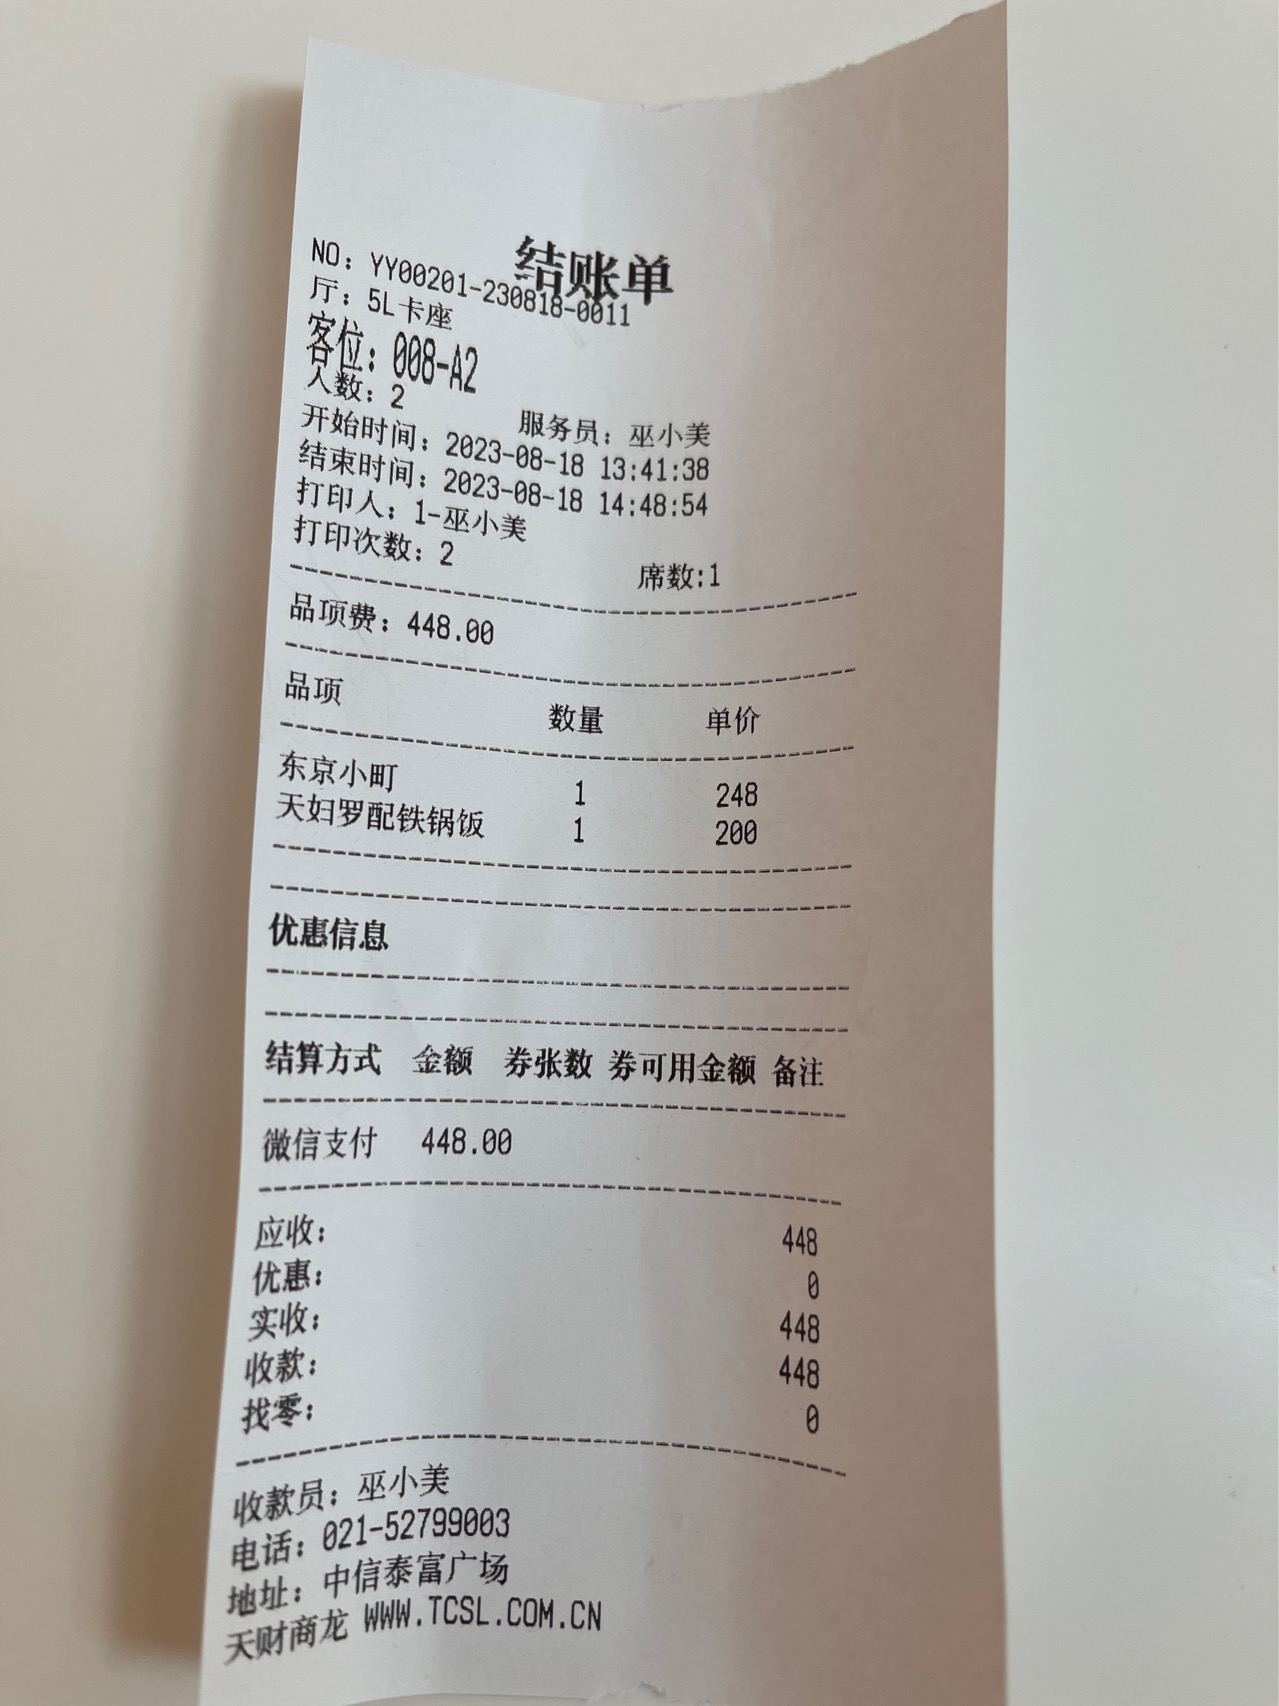 结账单
NO: YY00201-230818-0011
厅: 5L卡座
客位: 008-A2
人数: 2 服务员: 巫小美
开始时间: 2023-08-18 13:41:38
结束时间: 2023-08-18 14:48:54
打印人: 1-巫小美
打印次数: 2 席数:1
品项费: 448.00
品项 数量 单价
东京小町 1 248
天妇罗配铁锅饭 1 200
优惠信息
结算方式 金额 券张数 券可用金额 备注
微信支付 448.00
应收: 448
优惠: 0
实收: 448
收款: 448
找零: 0
收款员: 巫小美
电话: 021-52799003
地址: 中信泰富广场
天财商龙 WWW.TCSL.COM.CN